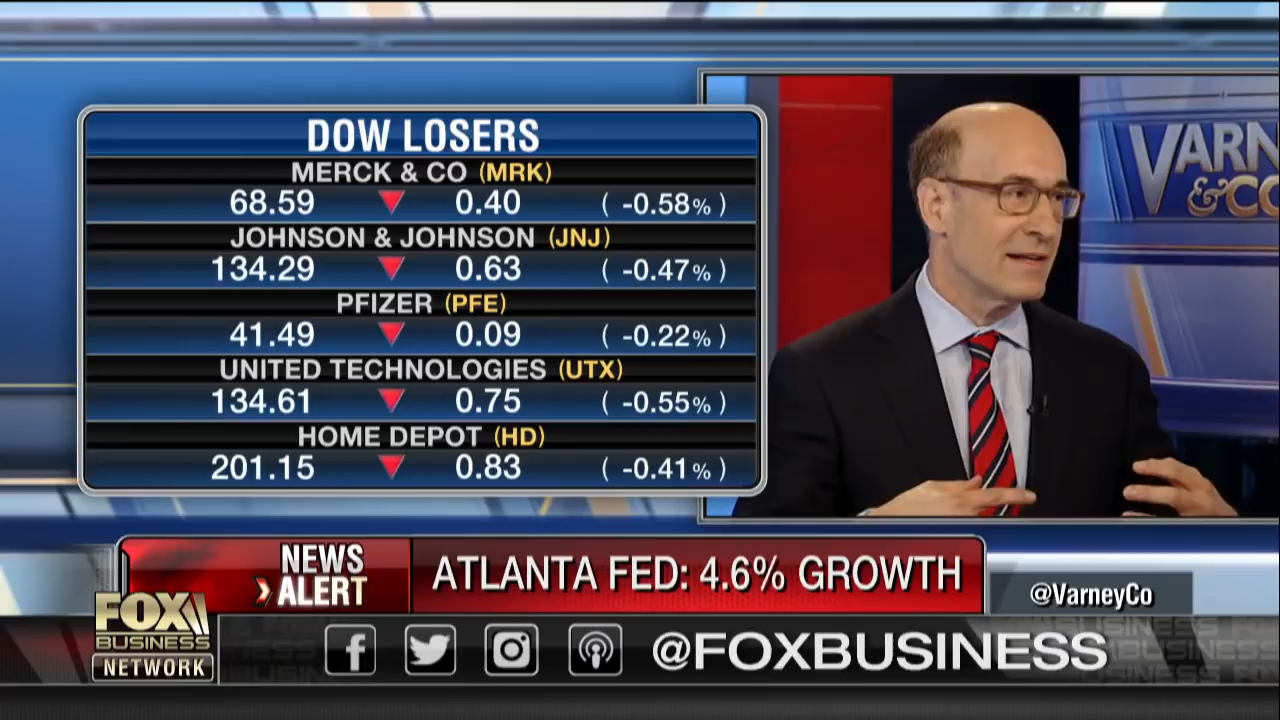 DOW LOSERS
MERCK & CO (MRK)
68.59 ▼ 0.40 ( -0.58% )
JOHNSON & JOHNSON (JNJ)
134.29 ▼ 0.63 ( -0.47% )
PFIZER (PFE)
41.49 ▼ 0.09 ( -0.22% )
UNITED TECHNOLOGIES (UTX)
134.61 ▼ 0.75 ( -0.55% )
HOME DEPOT (HD)
201.15 ▼ 0.83 ( -0.41% )
VARN
&CO
NEWS
ALERT
ATLANTA FED: 4.6% GROWTH
@VarneyCo
FOX
BUSINESS
NETWORK
@FOXBUSINESS